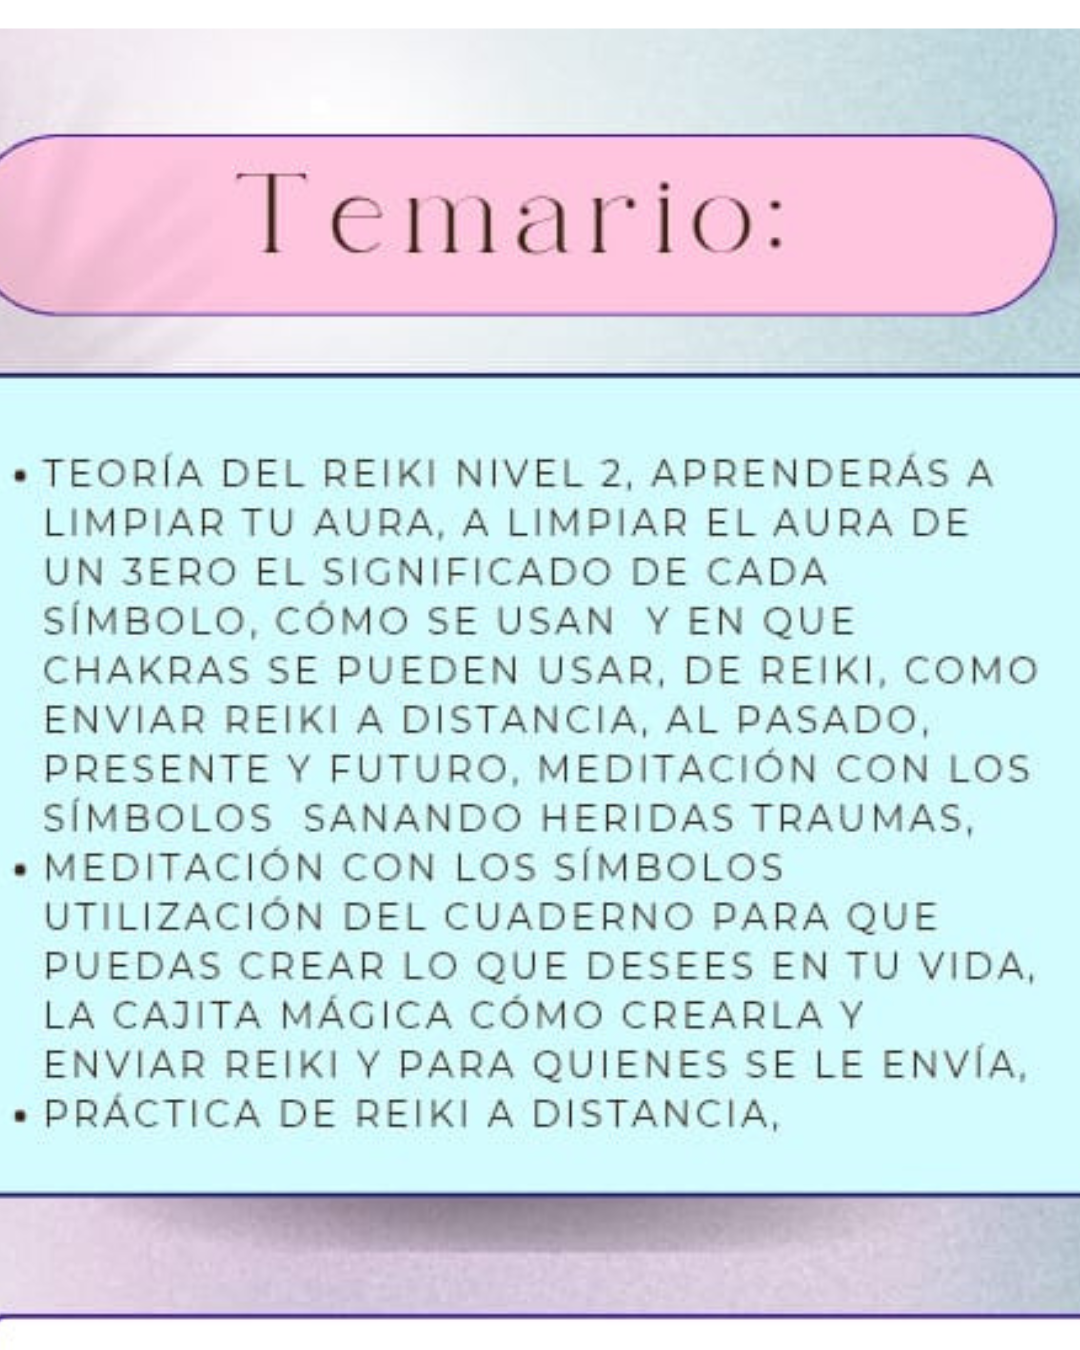 Temario:
• TEORÍA DEL REIKI NIVEL 2, APRENDERÁS A
LIMPIAR TU AURA, A LIMPIAR EL AURA DE
UN 3ERO EL SIGNIFICADO DE CADA
SÍMBOLO, CÓMO SE USAN  Y EN QUE
CHAKRAS SE PUEDEN USAR, DE REIKI, COMO
ENVIAR REIKI A DISTANCIA, AL PASADO,
PRESENTE Y FUTURO, MEDITACIÓN CON LOS
SÍMBOLOS  SANANDO HERIDAS TRAUMAS,
• MEDITACIÓN CON LOS SÍMBOLOS
UTILIZACIÓN DEL CUADERNO PARA QUE
PUEDAS CREAR LO QUE DESEES EN TU VIDA,
LA CAJITA MÁGICA CÓMO CREARLA Y
ENVIAR REIKI Y PARA QUIENES SE LE ENVÍA,
• PRÁCTICA DE REIKI A DISTANCIA,